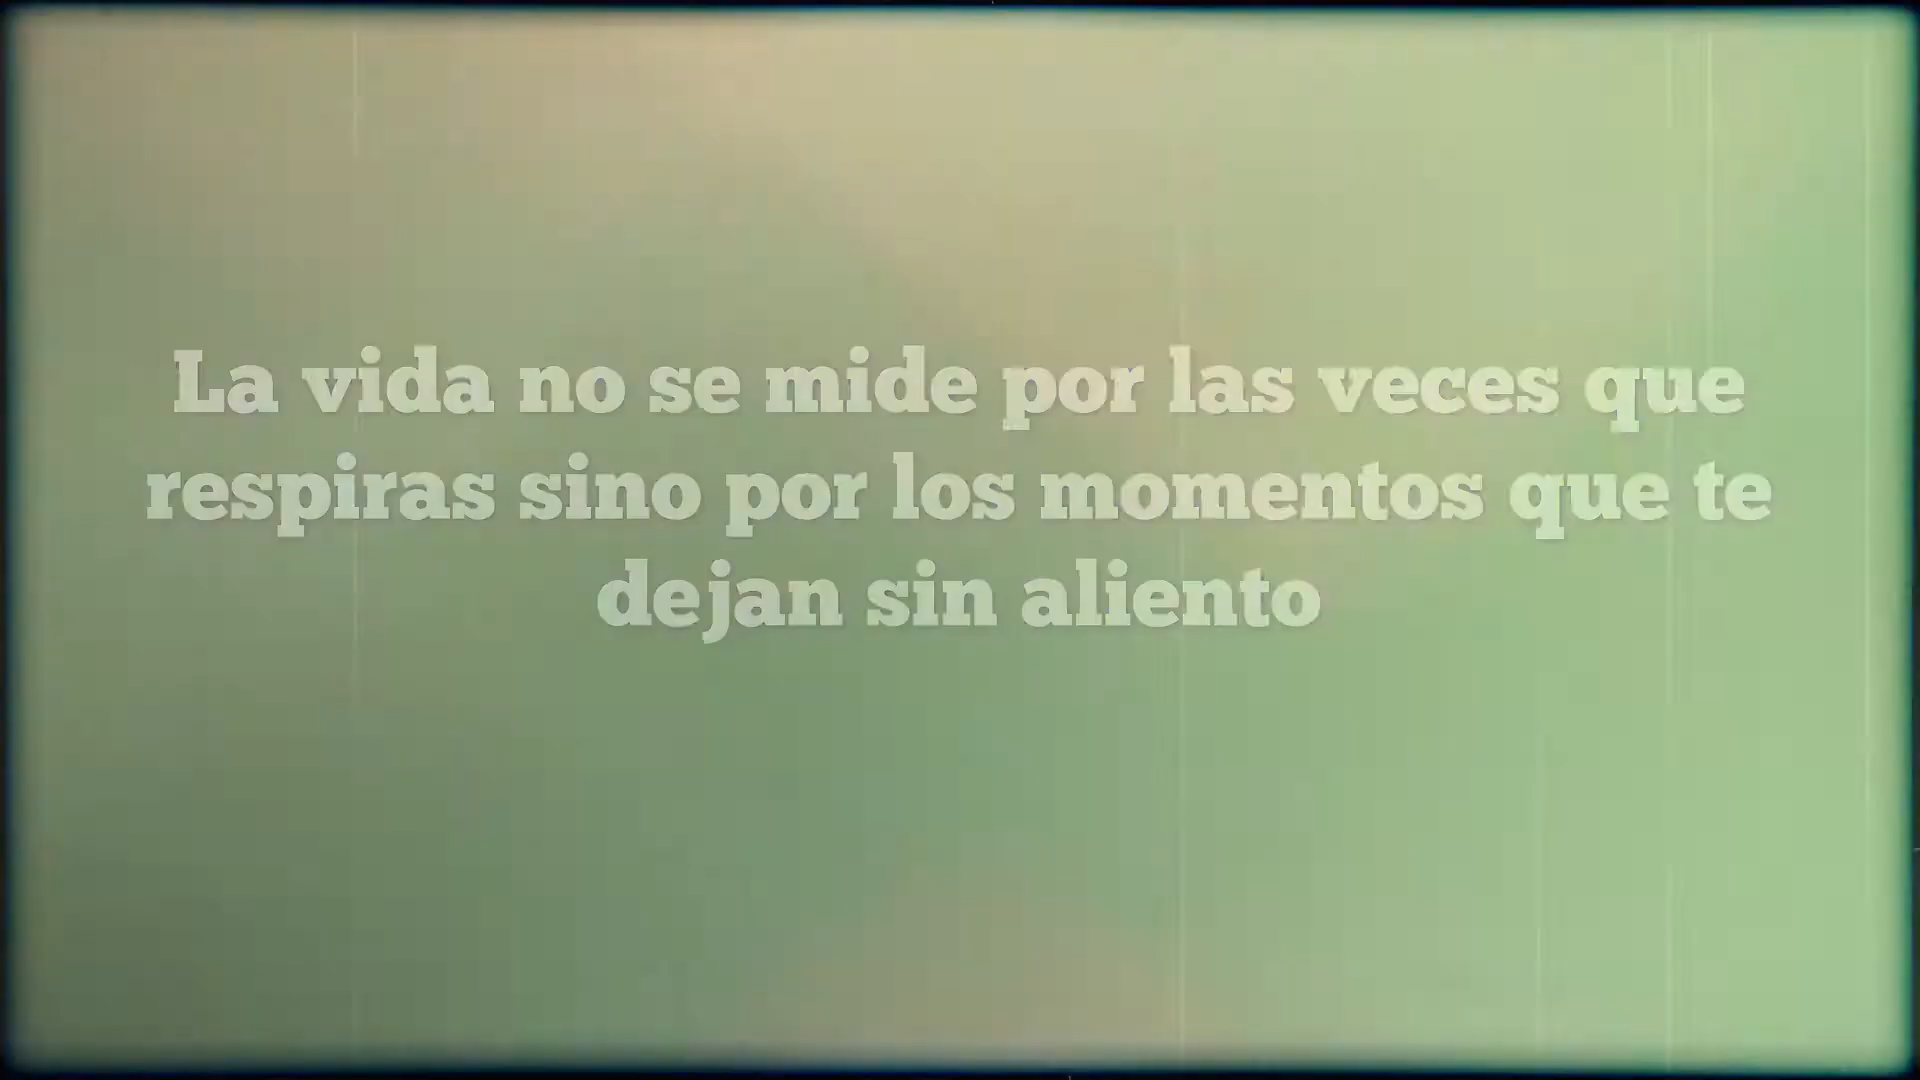 La vida no se mide por las veces que
respiras sino por los momentos que te
dejan sin aliento